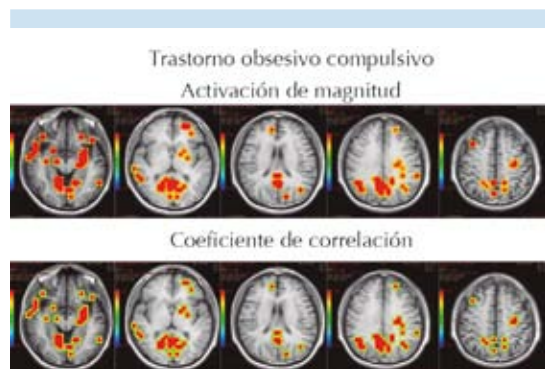 Trastorno obsesivo compulsivo
Activación de magnitud
Coeficiente de correlación